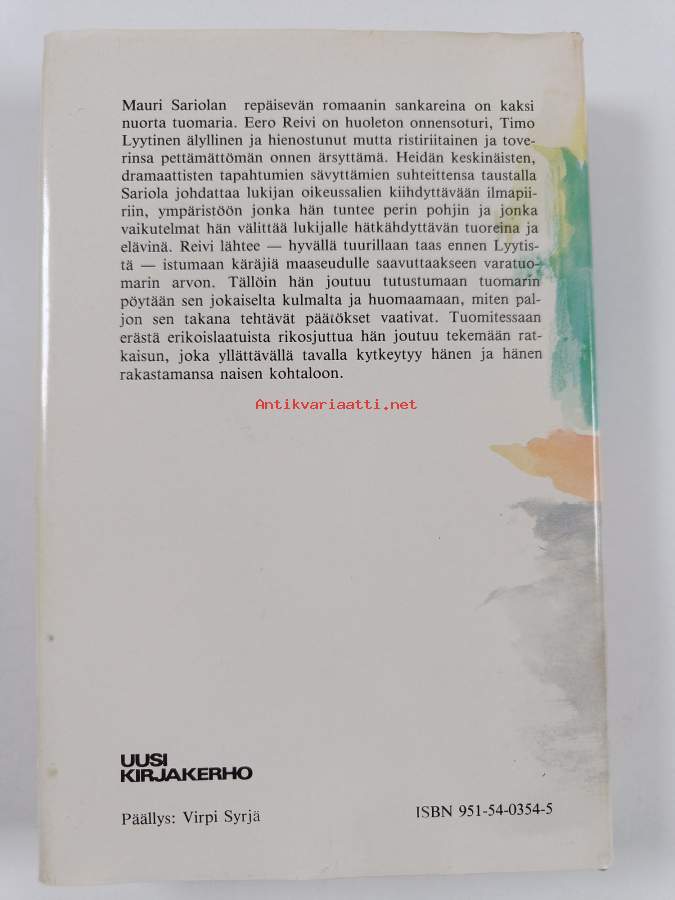 Mauri Sariolan repäisevän romaanin sankareina on kaksi
nuorta tuomaria. Eero Reivi on huoleton onnensoturi, Timo
Lyytinen älyllinen ja hienostunut mutta ristiriitainen ja tove-
rinsa pettämättömän onnen ärsyttämä. Heidän keskinäisten,
dramaattisten tapahtumien sävyttämien suhteittensa taustalla
Sariola johdattaa lukijan oikeussalien kiihdyttävään ilmapii-
riin, ympäristöön jonka hän tuntee perin pohjin ja jonka
vaikutelmat hän välittää lukijalle hätkähdyttävän tuoreina ja
elävinä. Reivi lähtee — hyvällä tuurillaan taas ennen Lyytis-
tä — istumaan käräjiä maaseudulle saavuttaakseen varatuo-
marin arvon. Tällöin hän joutuu tutustumaan tuomarin
pöytään sen jokaiselta kulmalta ja huomaamaan, miten pal-
jon sen takana tehtävät päätökset vaativat. Tuomitessaan
erästä erikoislaatuista rikosjuttua hän joutuu tekemään rat-
kaisun, joka yllättävällä tavalla kytkeytyy hänen ja hänen
rakastamansa naisen kohtaloon.
Antikvariaatti.net
UUSI
KIRJAKERHO
Päällys: Virpi Syrjä
ISBN 951-54-0354-5